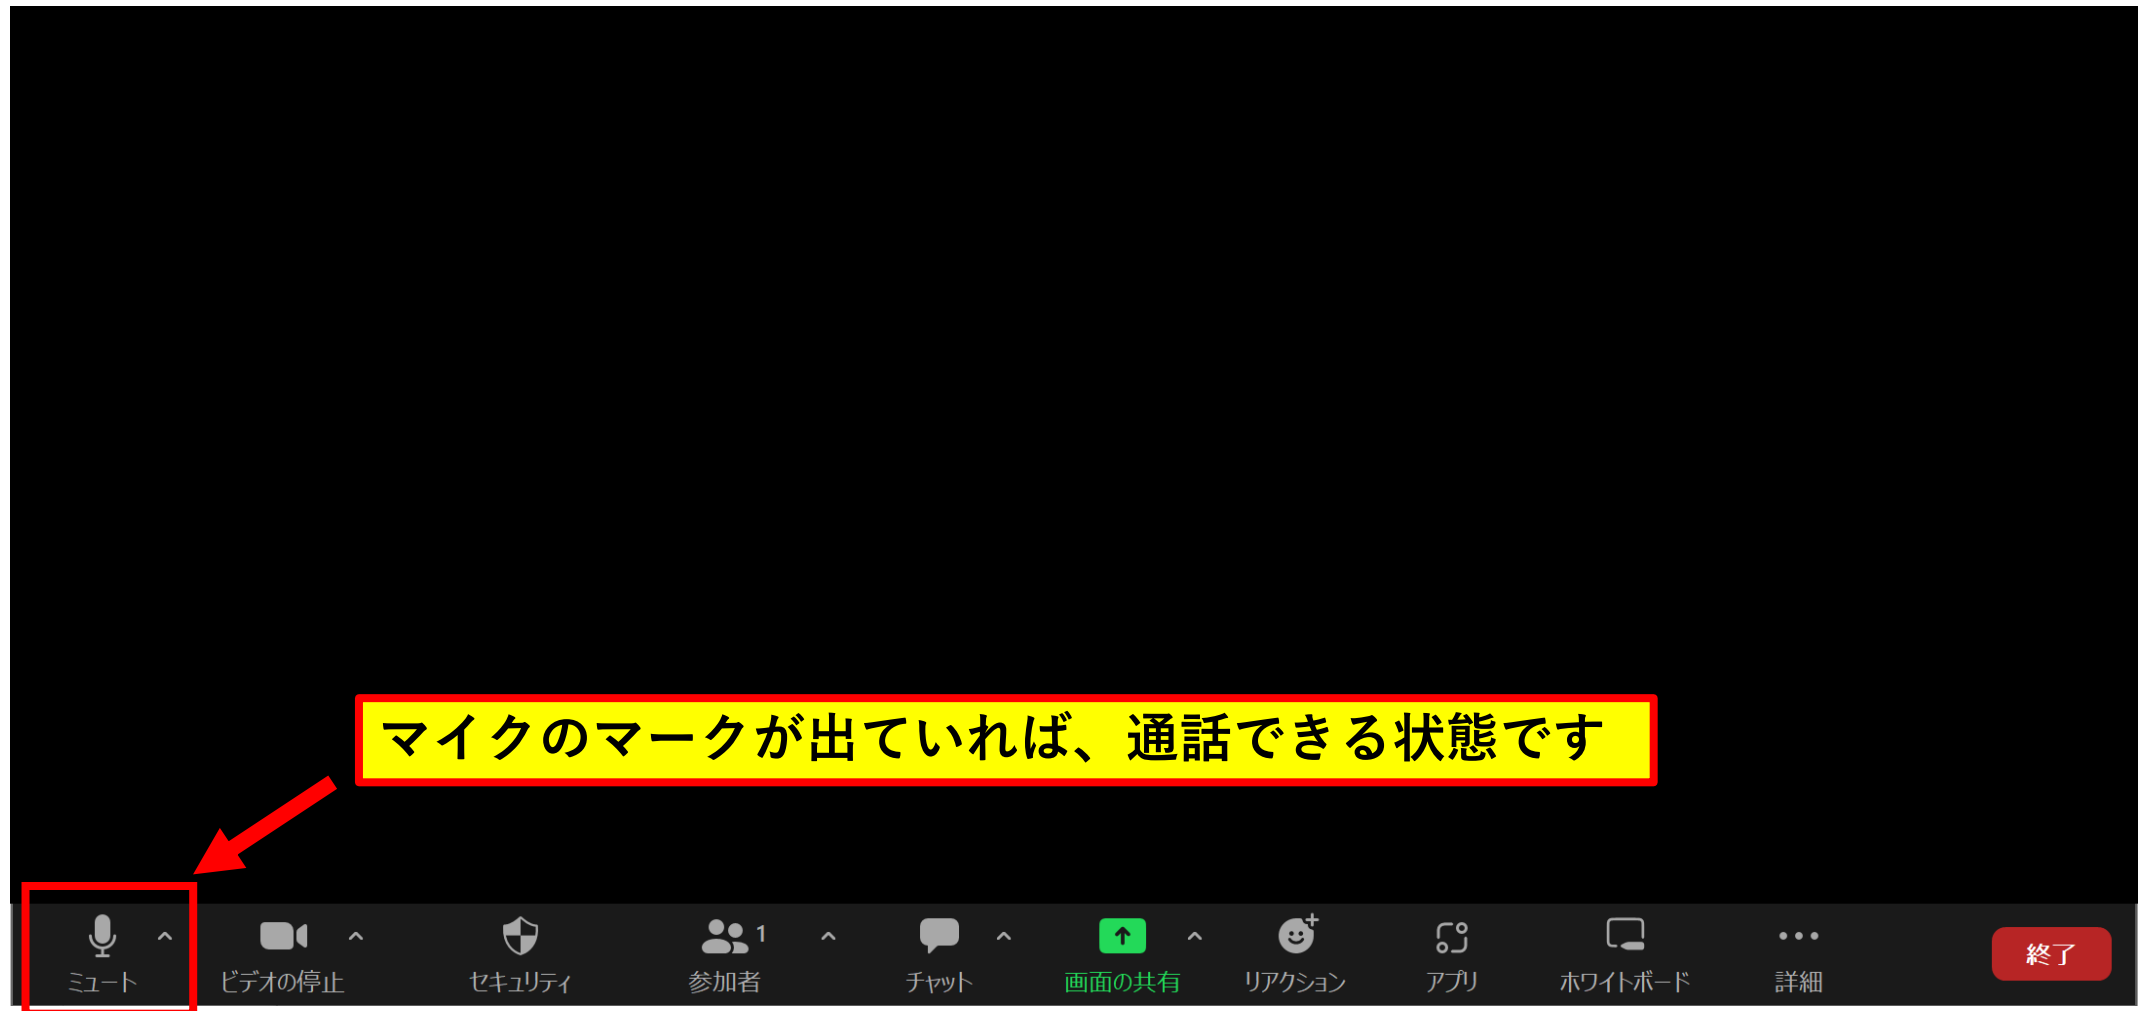 マイクのマークが出ていれば、通話できる状態です
1
ミュート ビデオの停止 セキュリティ 参加者 チャット 画面の共有 リアクション アプリ ホワイトボード 詳細 終了